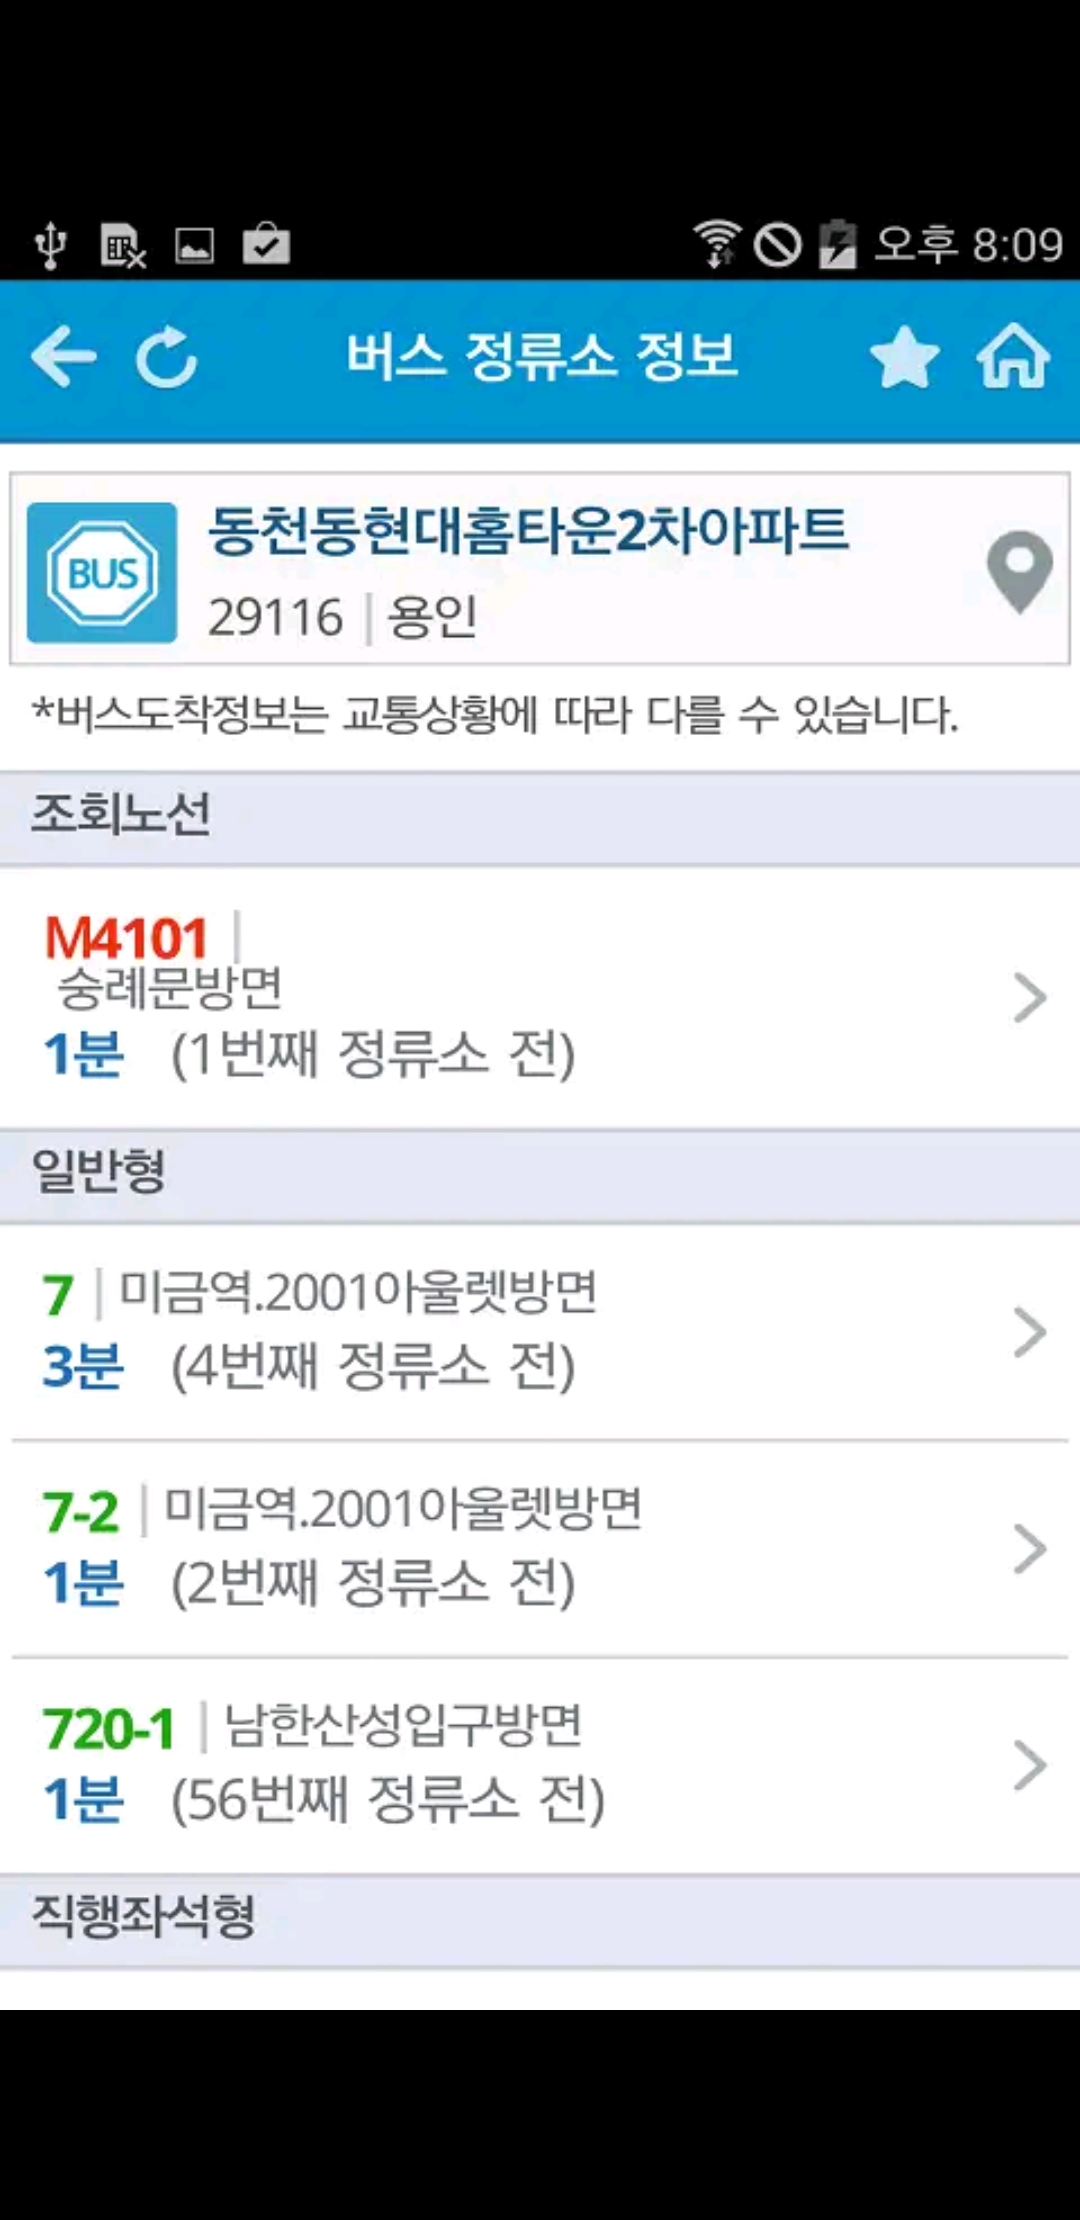 오후 8:09
버스 정류소 정보
BUS
동천동현대홈타운2차아파트
29116 | 용인
*버스도착정보는 교통상황에 따라 다를 수 있습니다.
조회노선
M4101 |
숭례문방면
1분 (1번째 정류소 전)
일반형
7 | 미금역.2001아울렛방면
3분 (4번째 정류소 전)
7-2 | 미금역.2001아울렛방면
1분 (2번째 정류소 전)
720-1 | 남한산성입구방면
1분 (56번째 정류소 전)
직행좌석형